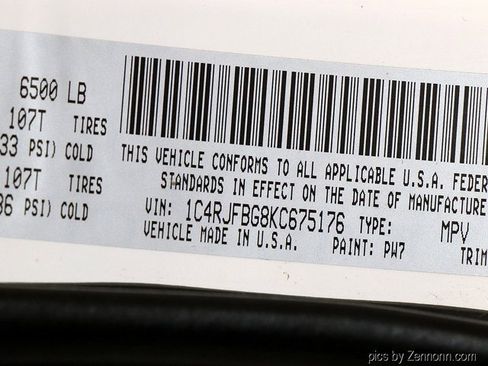 6500 LB
107T TIRES
33 PSI) COLD
107T TIRES
36 PSI) COLD
THIS VEHICLE CONFORMS TO ALL APPLICABLE U.S.A. FEDER
STANDARDS IN EFFECT ON THE DATE OF MANUFACTURE
VIN: 1C4RJFBG8KC675176 TYPE: MPV
VEHICLE MADE IN U.S.A. PAINT: PW7 TRIM
pics by Zennonn.com